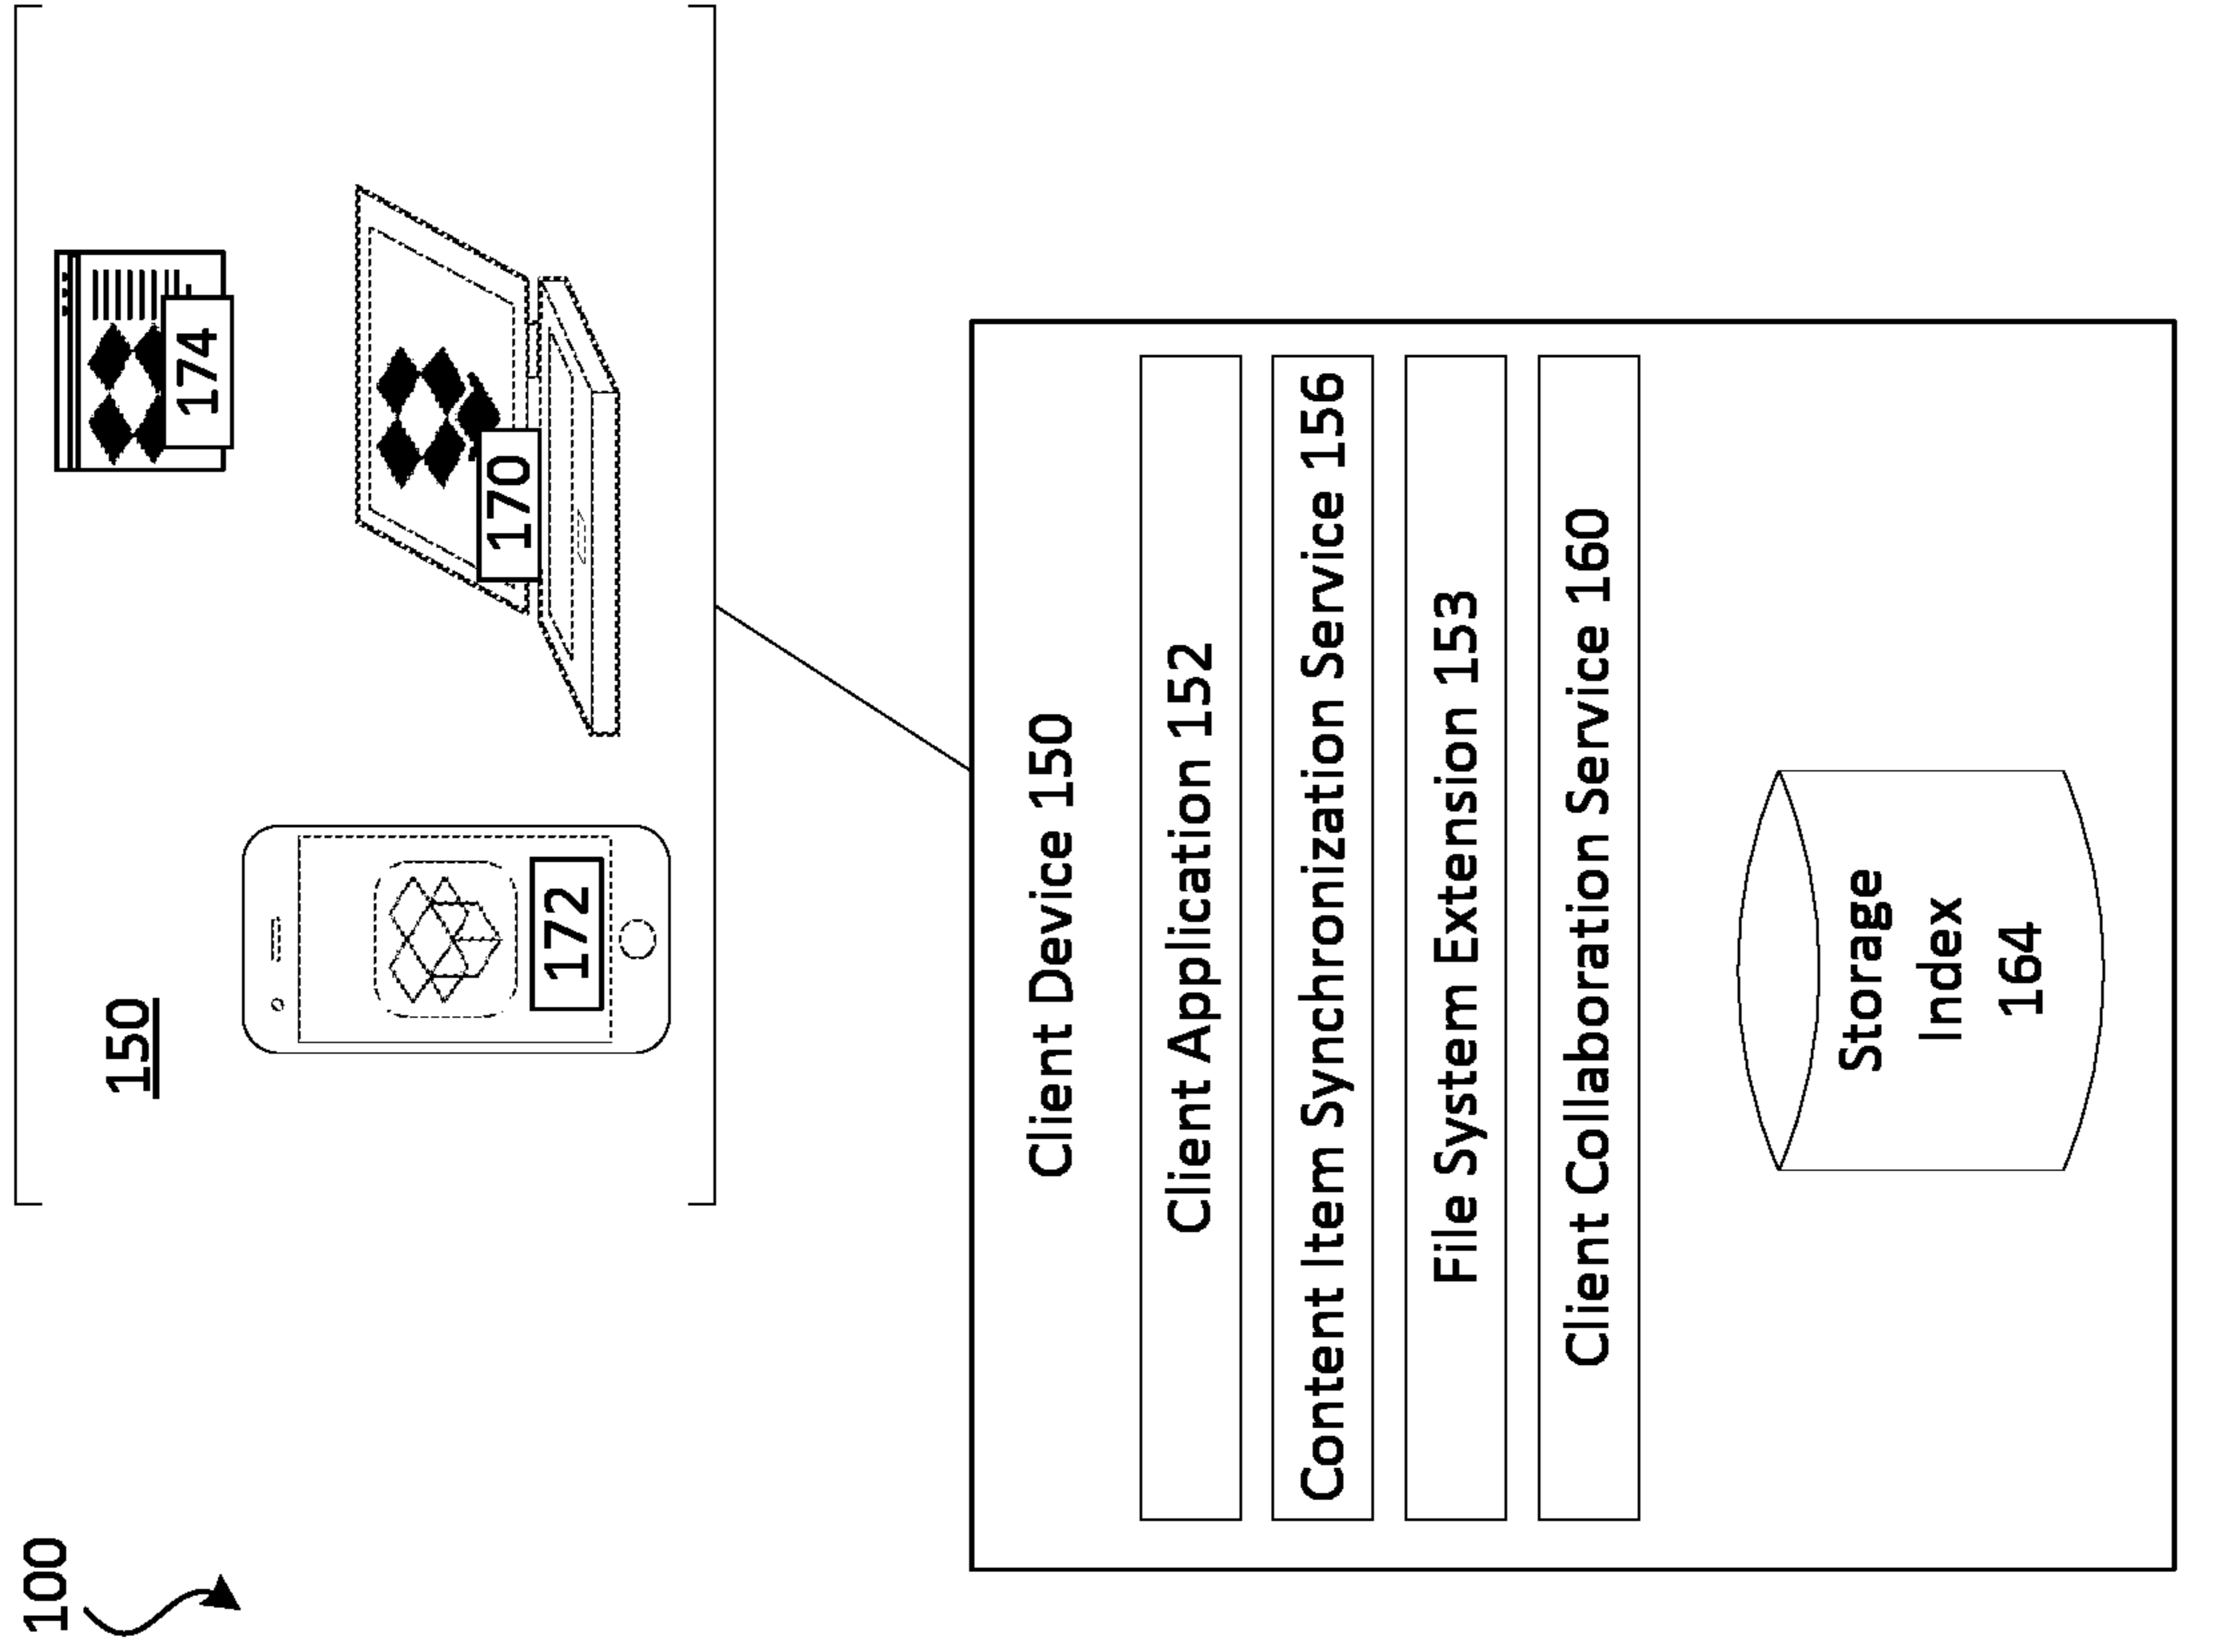 100
150
174
172
170
Client Device 150
Client Application 152
Content Item Synchronization Service 156
File System Extension 153
Client Collaboration Service 160
Storage
Index
164